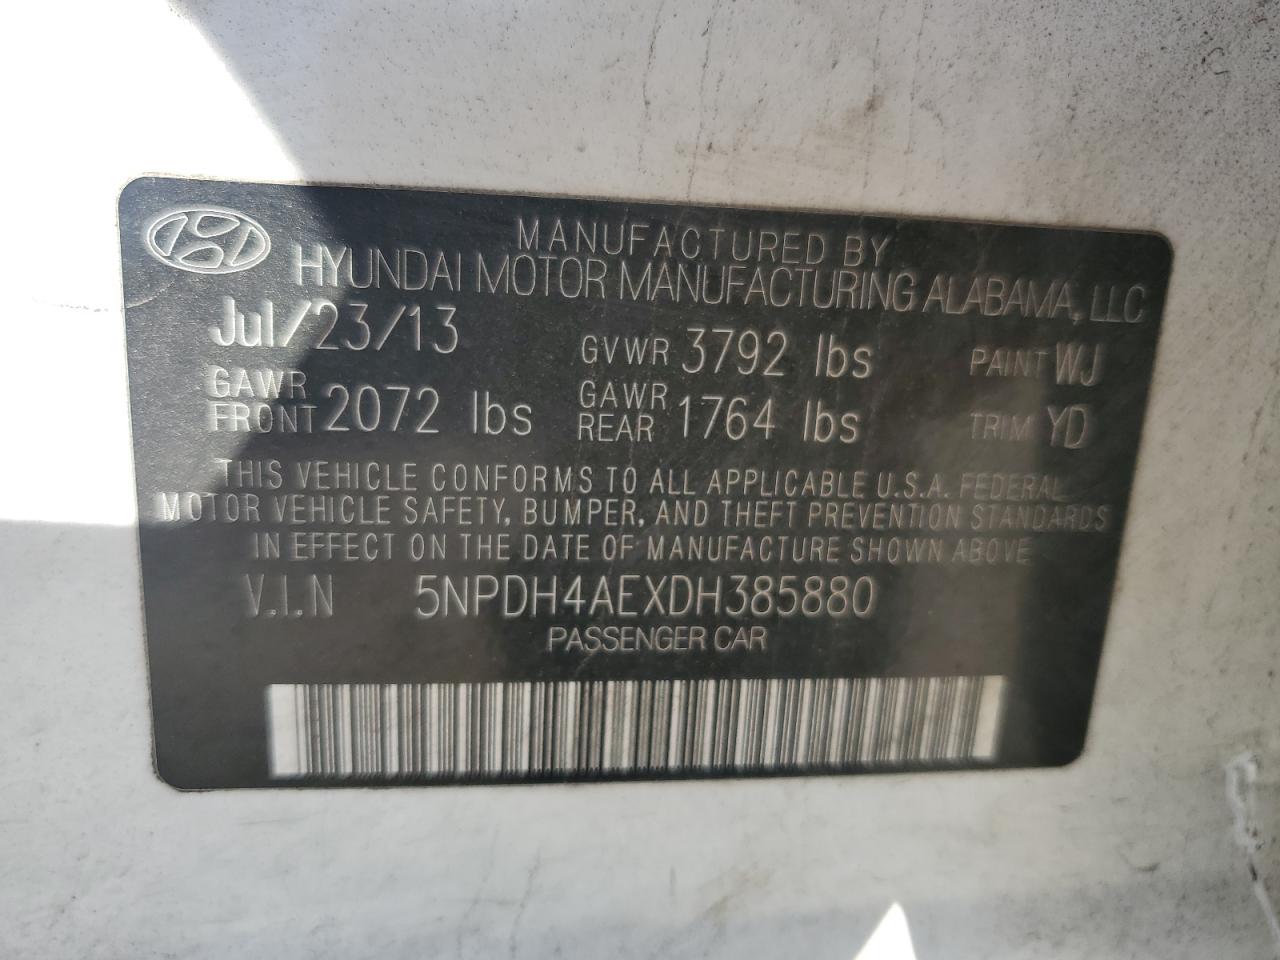 MANUFACTURED BY
HYUNDAI MOTOR MANUFACTURING ALABAMA, LLC
Jul/23/13 GVWR 3792 lbs PAINT WJ
GAWR FRONT 2072 lbs GAWR REAR 1764 lbs TRIM YD
THIS VEHICLE CONFORMS TO ALL APPLICABLE U.S.A. FEDERAL
MOTOR VEHICLE SAFETY, BUMPER, AND THEFT PREVENTION STANDARDS
IN EFFECT ON THE DATE OF MANUFACTURE SHOWN ABOVE
V.I.N 5NPDH4AEXDH385880
PASSENGER CAR